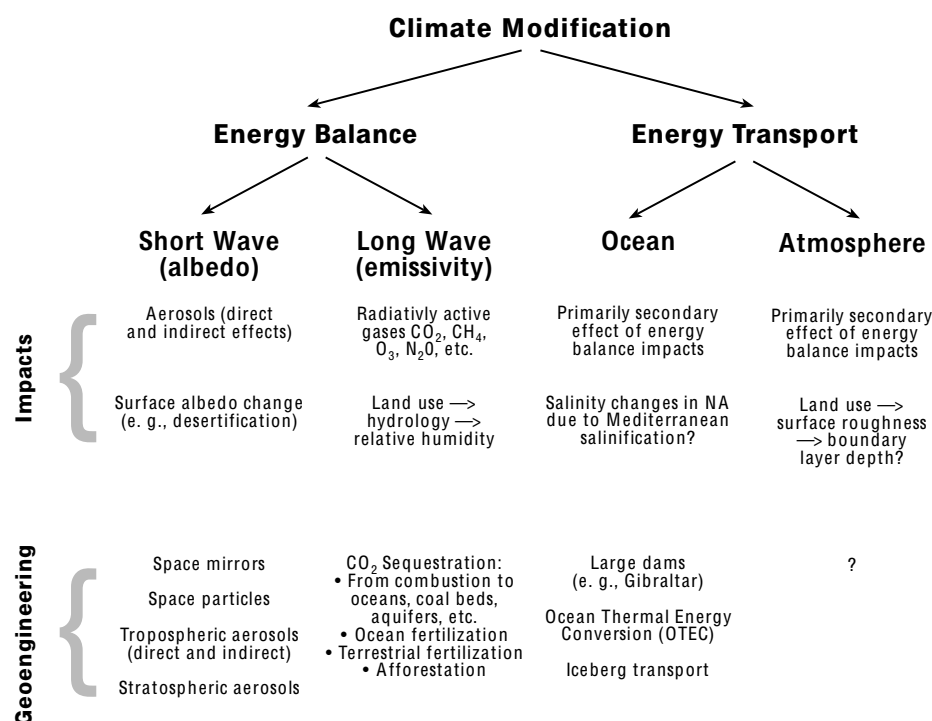 Climate Modification
Energy Balance
Energy Transport
Short Wave
(albedo)
Long Wave
(emissivity)
Ocean
Atmosphere
Impacts
Aerosols (direct
and indirect effects)
Radiativly active
gases CO₂, CH₄,
O₃, N₂0, etc.
Primarily secondary
effect of energy
balance impacts
Primarily secondary
effect of energy
balance impacts
Surface albedo change
(e. g., desertification)
Land use —>
hydrology —>
relative humidity
Salinity changes in NA
due to Mediterranean
salinification?
Land use —>
surface roughness
—> boundary
layer depth?
Geoengineering
Space mirrors
Space particles
Tropospheric aerosols
(direct and indirect)
Stratospheric aerosols
CO₂ Sequestration:
• From combustion to
oceans, coal beds,
aquifers, etc.
• Ocean fertilization
• Terrestrial fertilization
• Afforestation
Large dams
(e. g., Gibraltar)
Ocean Thermal Energy
Conversion (OTEC)
Iceberg transport
?